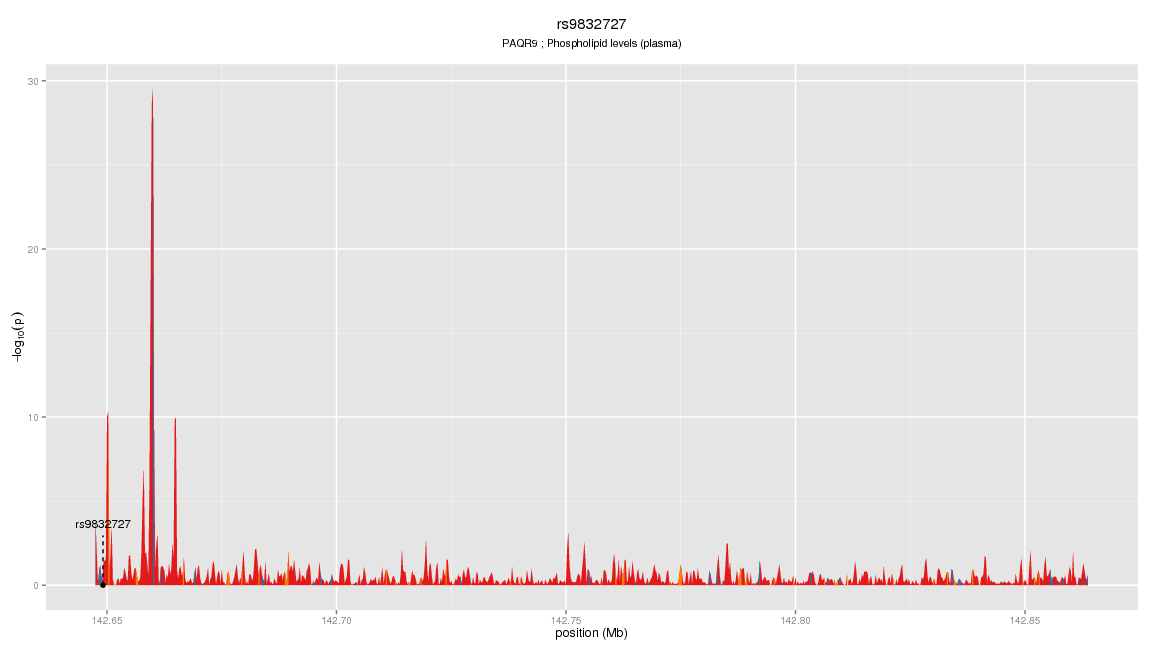 rs9832727
PAQR9 ; Phospholipid levels (plasma)
30
20
10
0
−log10(p)
rs9832727
142.65
142.70
142.75
142.80
142.85
position (Mb)